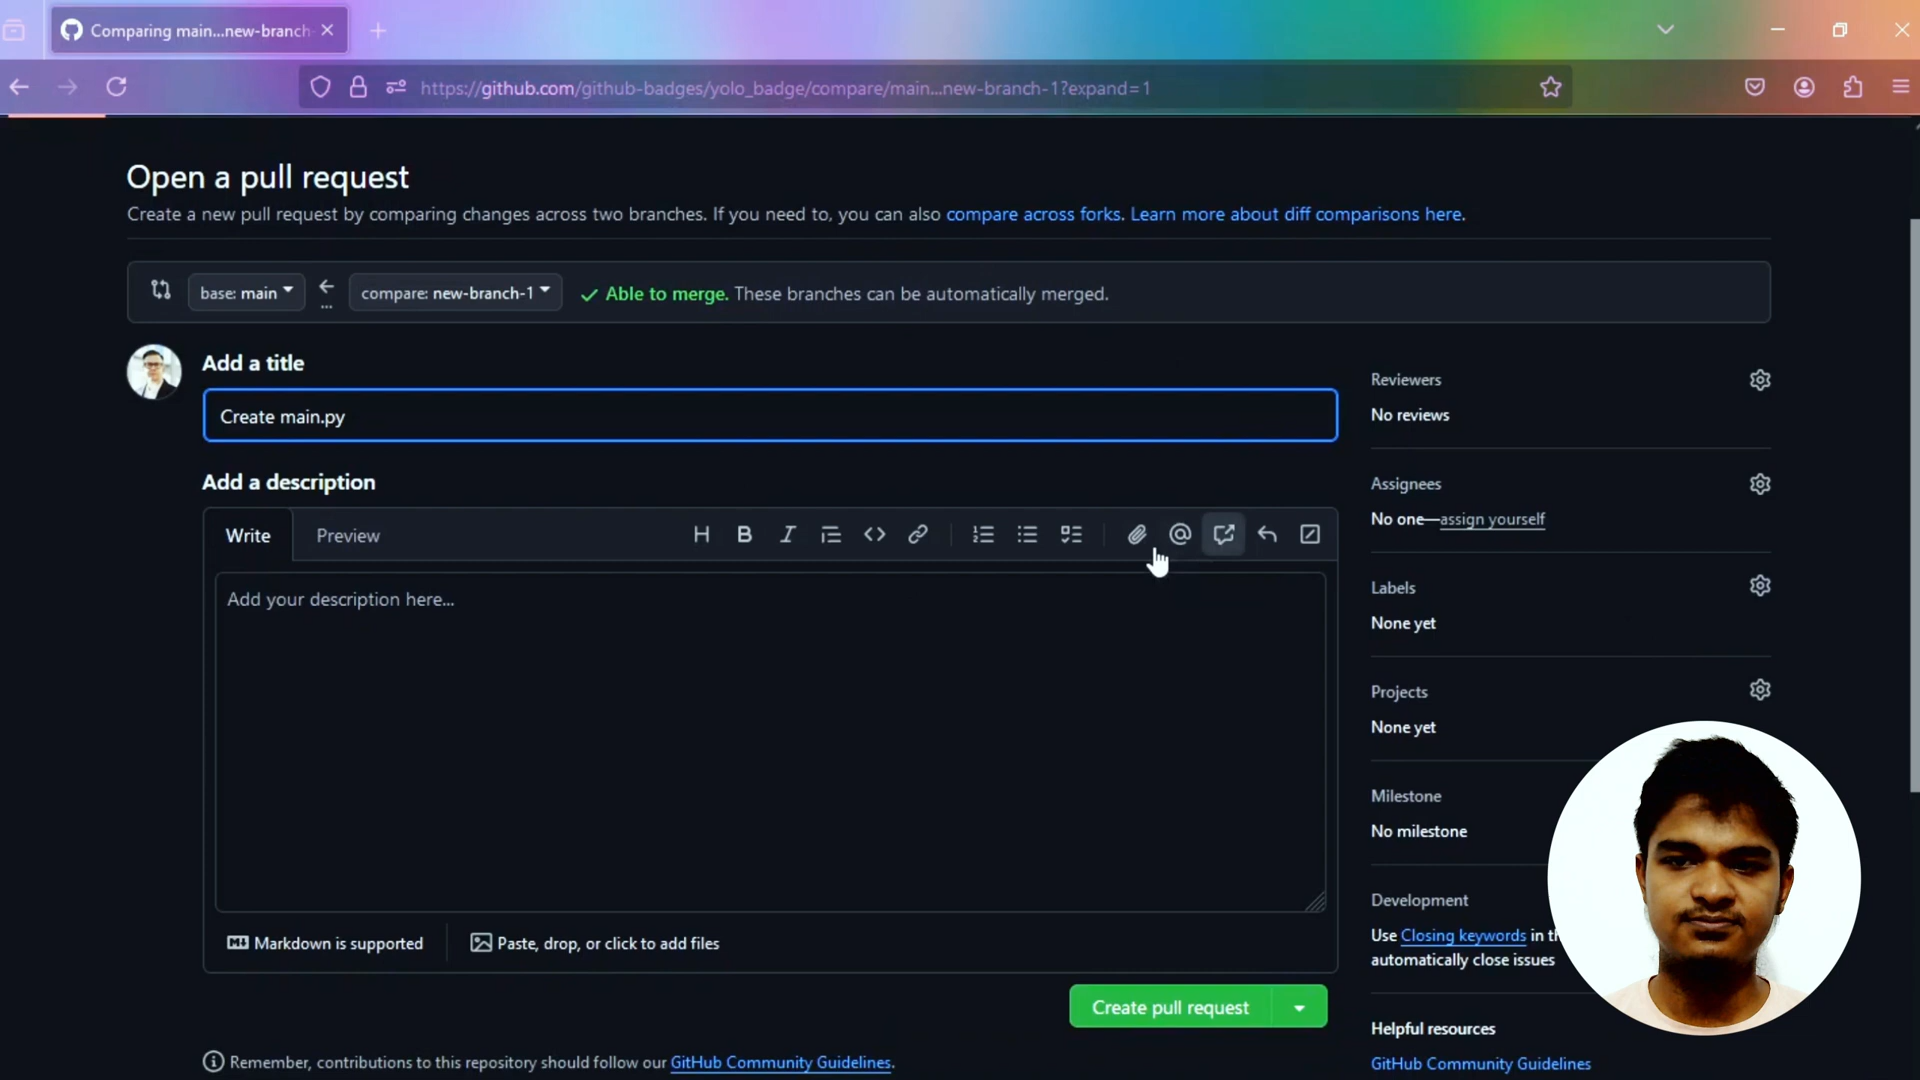 Comparing main...new-branch
https://github.com/github-badges/yolo_badge/compare/main...new-branch-1?expand=1
Open a pull request
Create a new pull request by comparing changes across two branches. If you need to, you can also compare across forks. Learn more about diff comparisons here.
base: main
compare: new-branch-1
Able to merge. These branches can be automatically merged.
Add a title
Create main.py
Add a description
Write Preview
Add your description here...
Markdown is supported
Paste, drop, or click to add files
Create pull request
Remember, contributions to this repository should follow our GitHub Community Guidelines.
Reviewers
No reviews
Assignees
No one—assign yourself
Labels
None yet
Projects
None yet
Milestone
No milestone
Development
Use Closing keywords in
automatically close issues
Helpful resources
GitHub Community Guidelines